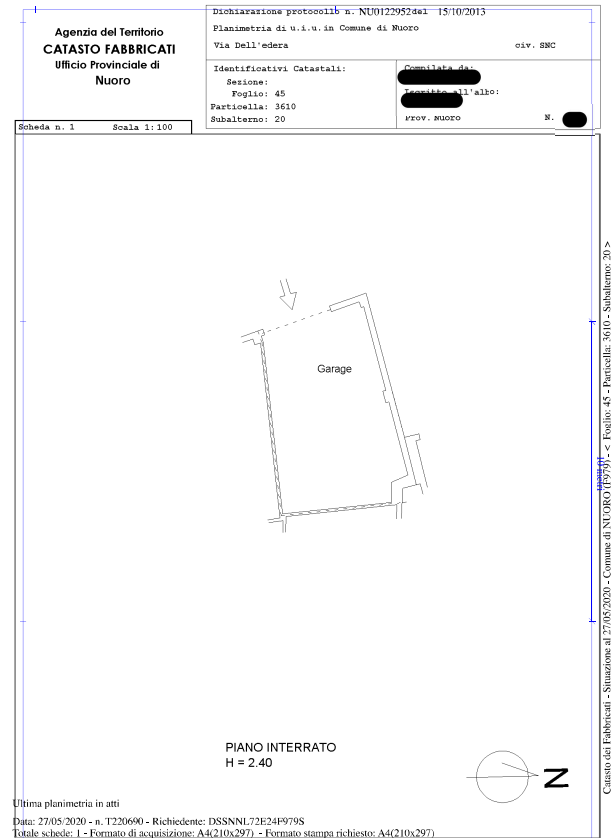 Agenzia del Territorio
CATASTO FABBRICATI
Ufficio Provinciale di
Nuoro
Dichiarazione protocollo n. NU0122952del 15/10/2013
Planimetria di u.i.u.in Comune di Nuoro
Via Dell'edera civ. SNC
Identificativi Catastali:
Sezione:
Foglio: 45
Particella: 3610
Subalterno: 20
Compilata da:
Iscritto all'albo:
Prov. Nuoro N.
Scheda n. 1 Scala 1:100
Garage
PIANO INTERRATO
H = 2.40
N
Catasto dei Fabbricati - Situazione al 27/05/2020 - Comune di NUORO (F979) - < Foglio: 45 - Particella: 3610 - Subalterno: 20 >
10 metri
Ultima planimetria in atti
Data: 27/05/2020 - n. T220690 - Richiedente: DSSNNL72E24F979S
Totale schede: 1 - Formato di acquisizione: A4(210x297) - Formato stampa richiesto: A4(210x297)